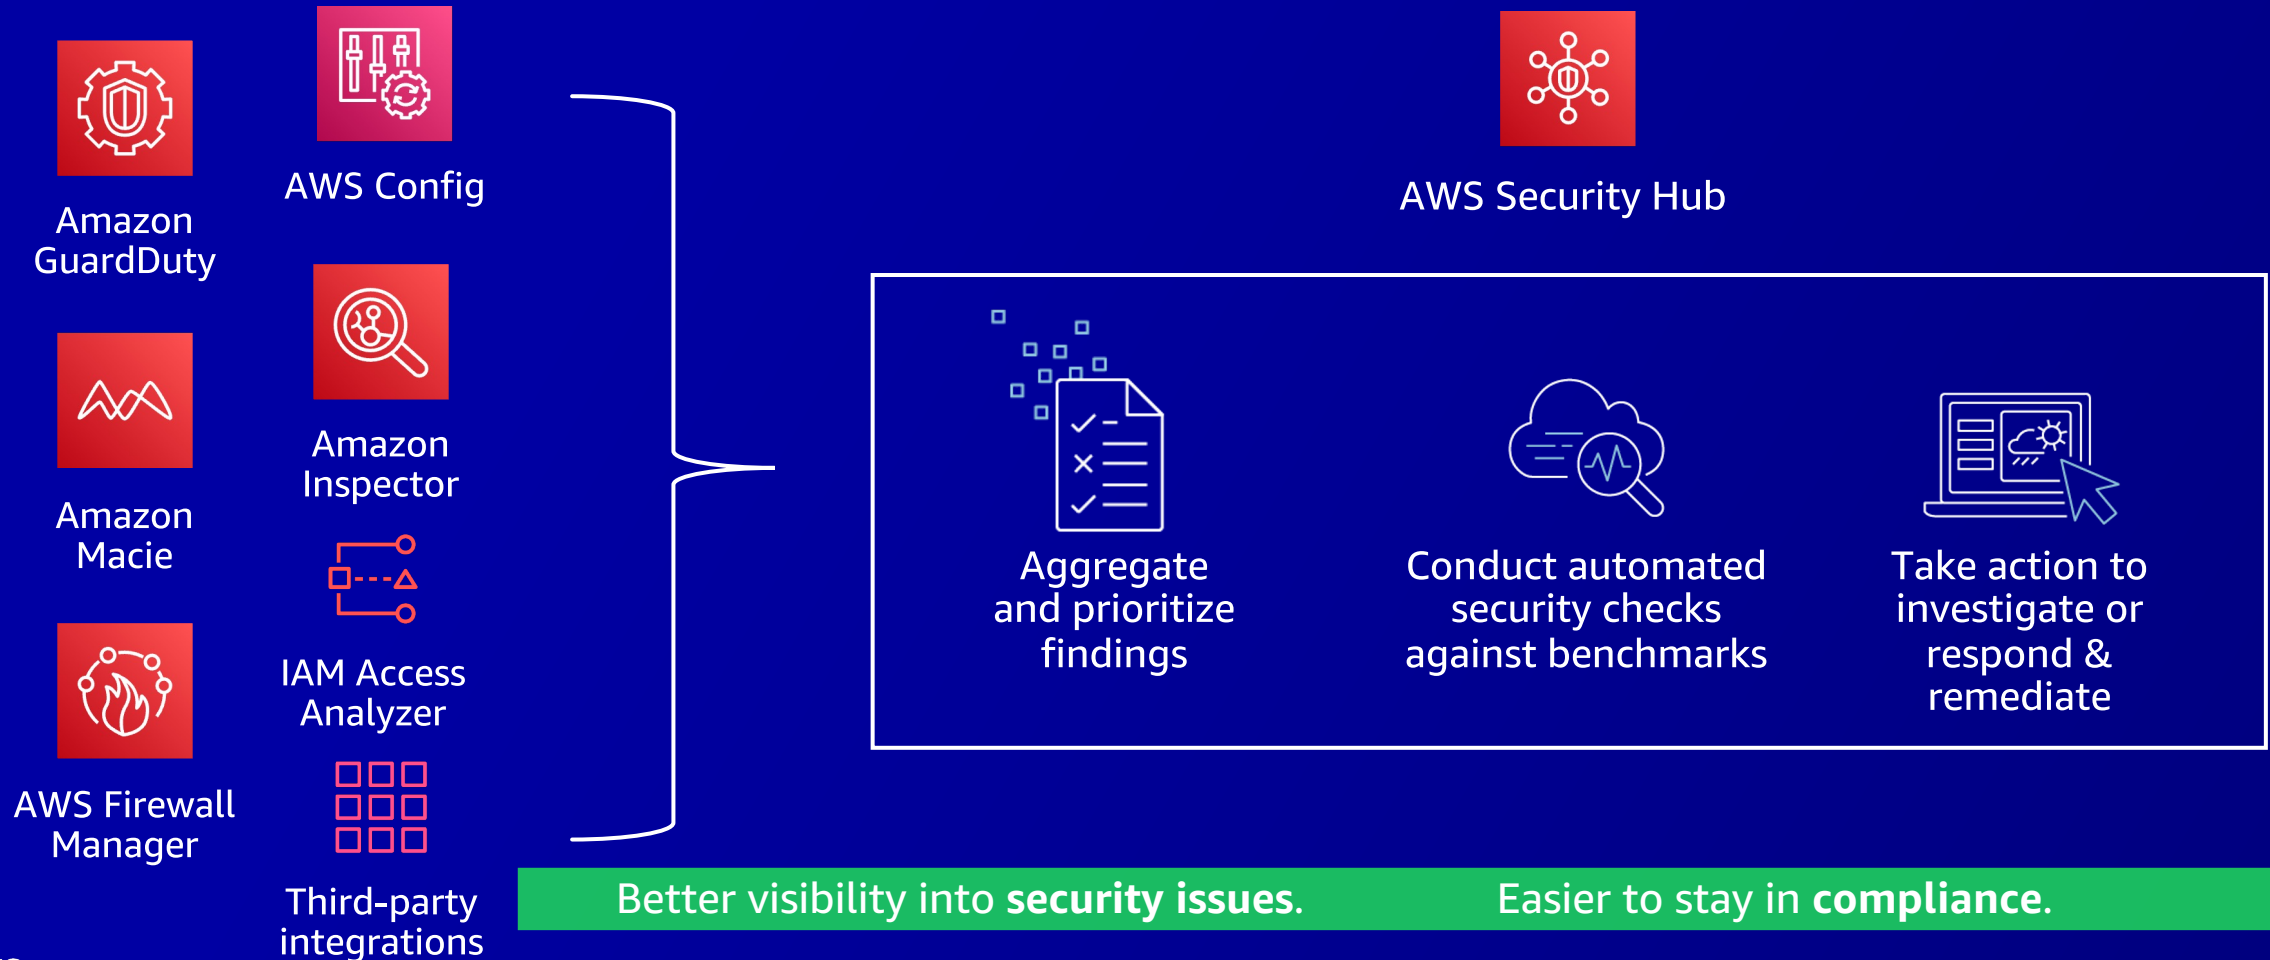 Amazon
GuardDuty
AWS Config
Amazon
Macie
Amazon
Inspector
AWS Firewall
Manager
IAM Access
Analyzer
Third-party
integrations
AWS Security Hub
Aggregate
and prioritize
findings
Conduct automated
security checks
against benchmarks
Take action to
investigate or
respond &
remediate
Better visibility into security issues.
Easier to stay in compliance.